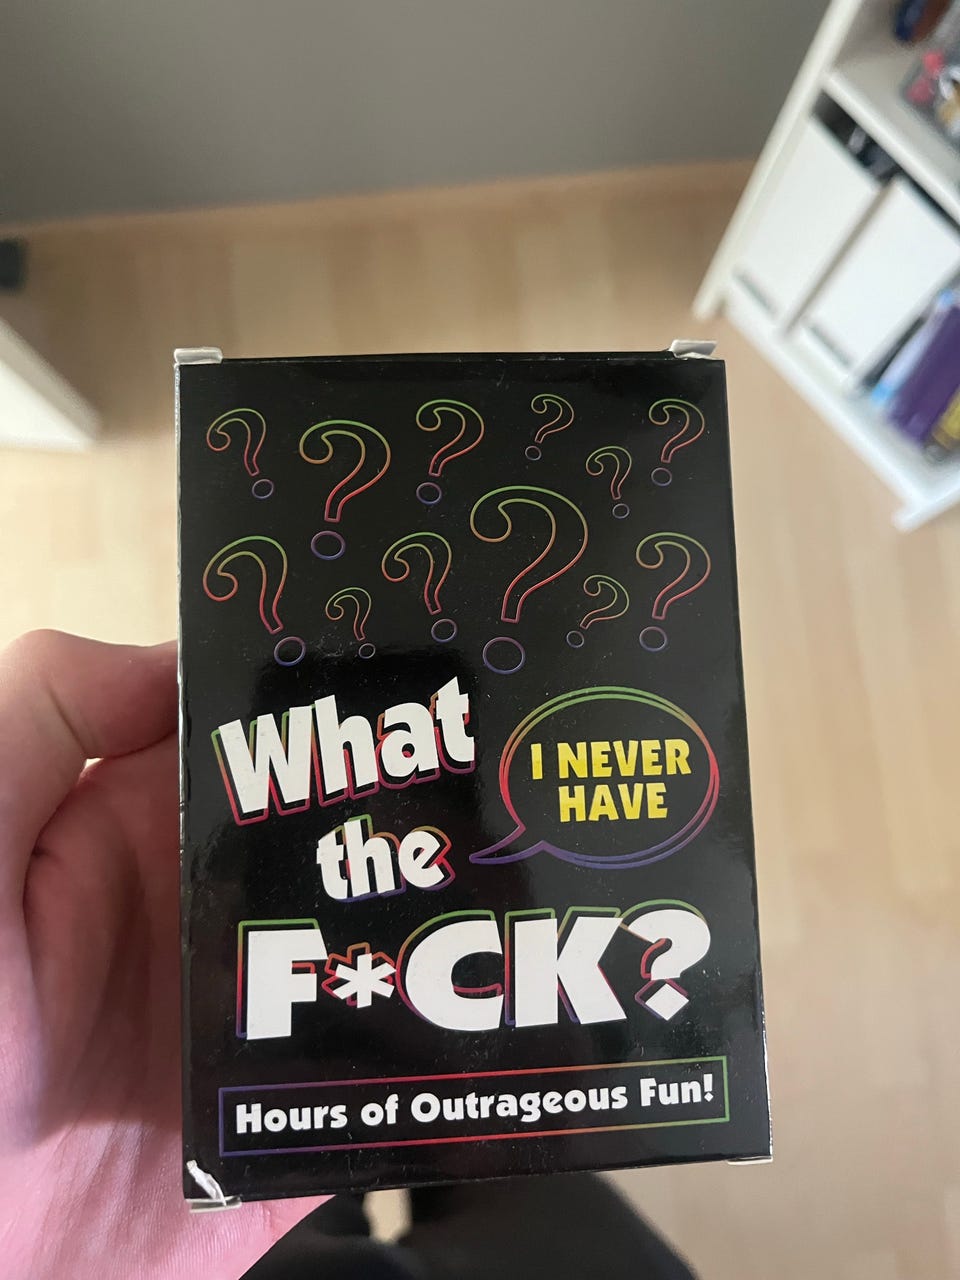 What
the
F*CK?
I NEVER
HAVE
Hours of Outrageous Fun!